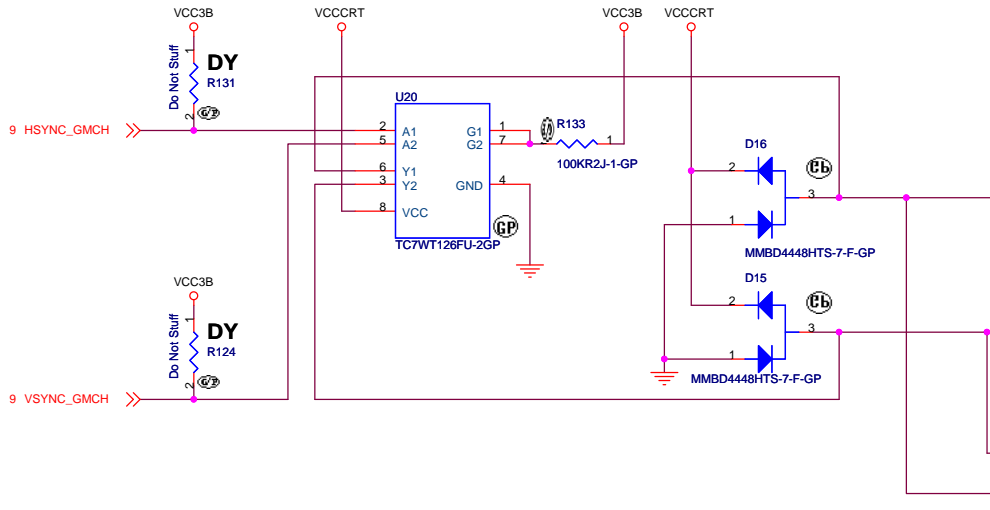 VCC3B
VCCCRT
VCC3B
VCCCRT
1
Do Not Stuff
DY
R131
2
G/P
9 HSYNC_GMCH
U20
2 A1
5 A2
6 Y1
3 Y2
8 VCC
G1 1
G2 7
GND 4
TC7WT126FU-2GP
GP
R133
1
100KR2J-1-GP
D16
2
3
1
Cb
MMBD4448HTS-7-F-GP
D15
2
3
1
Cb
MMBD4448HTS-7-F-GP
VCC3B
1
Do Not Stuff
DY
R124
2
G/P
9 VSYNC_GMCH